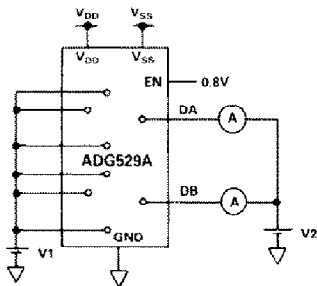 VDD VSS
VDD VSS
EN 0.8V
DA A
ADG529A
DB A
GND
V1 V2